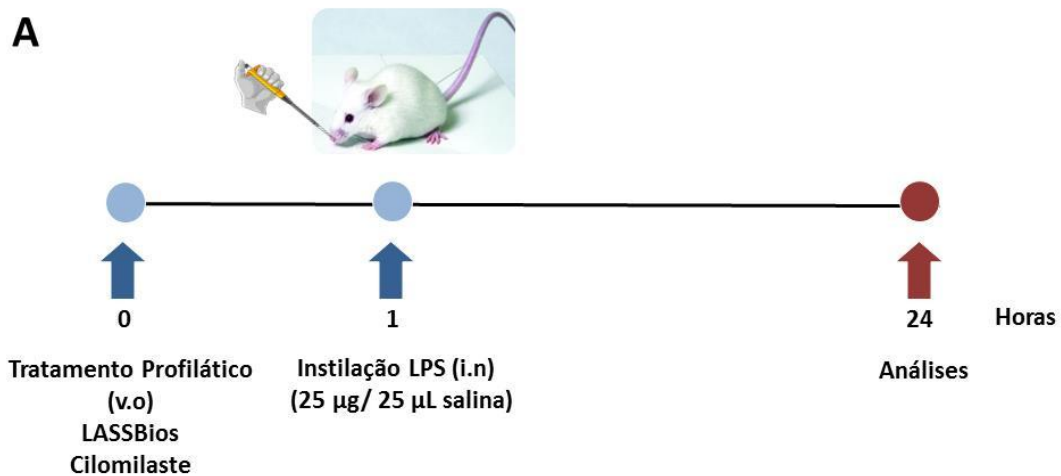 A
0
1
24
Horas
Tratamento Profilático
(v.o)
LASSBios
Cilomilaste
Instilação LPS (i.n)
(25 µg/ 25 µL salina)
Análises